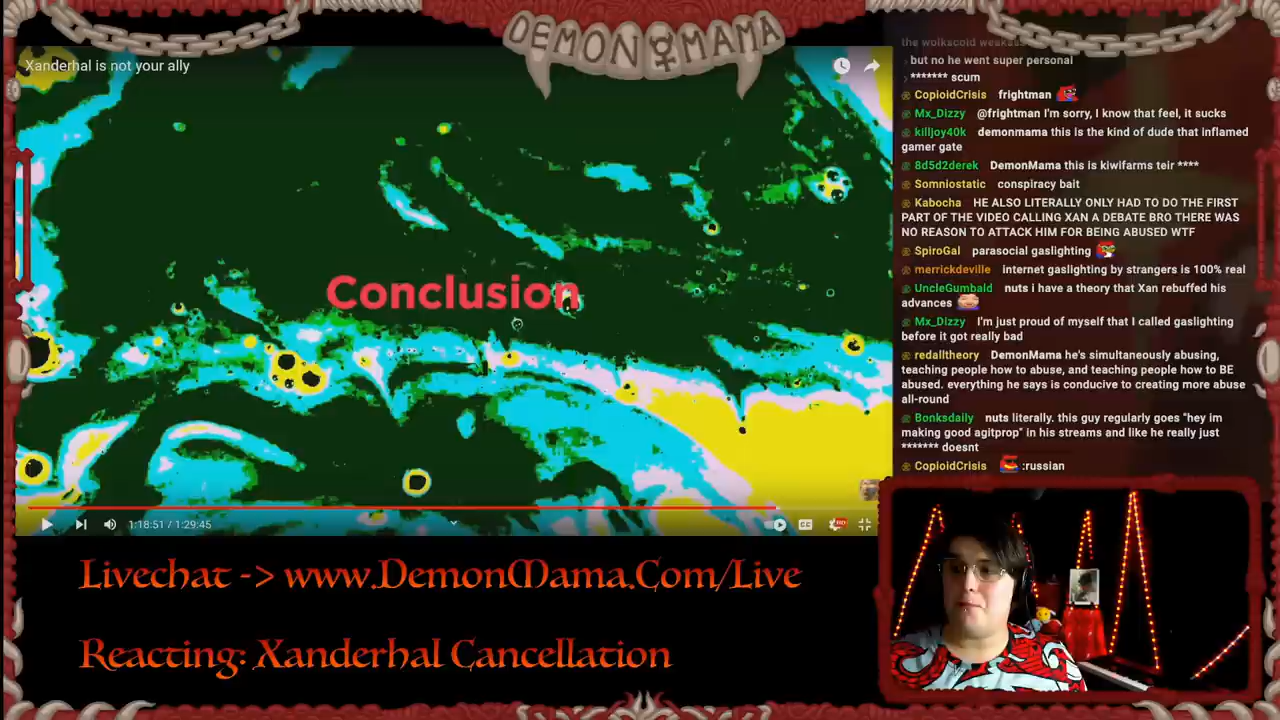 DEMON MAMA
Xanderhal is not your ally
Conclusion
1:18:51 / 1:29:45
CC
HD
Livechat -> www.DemonMama.Com/Live
Reacting: Xanderhal Cancellation
the wolkscold weakass
but no he went super personal
******* scum
CopioidCrisis frightman
Mx_Dizzy @frightman I'm sorry, I know that feel, it sucks
killjoy40k demonmama this is the kind of dude that inflamed
gamer gate
8d5d2derek DemonMama this is kiwifarms teir ****
Somniostatic conspiracy bait
Kabocha HE ALSO LITERALLY ONLY HAD TO DO THE FIRST
PART OF THE VIDEO CALLING XAN A DEBATE BRO THERE WAS
NO REASON TO ATTACK HIM FOR BEING ABUSED WTF
SpiroGal parasocial gaslighting
merrickdeville internet gaslighting by strangers is 100% real
UncleGumbald nuts i have a theory that Xan rebuffed his
advances
Mx_Dizzy I'm just proud of myself that I called gaslighting
before it got really bad
redalltheory DemonMama he's simultaneously abusing,
teaching people how to abuse, and teaching people how to BE
abused. everything he says is conducive to creating more abuse
all-round
Bonksdaily nuts literally. this guy regularly goes "hey im
making good agitprop" In his streams and like he really just
******* doesnt
CopioidCrisis :russian